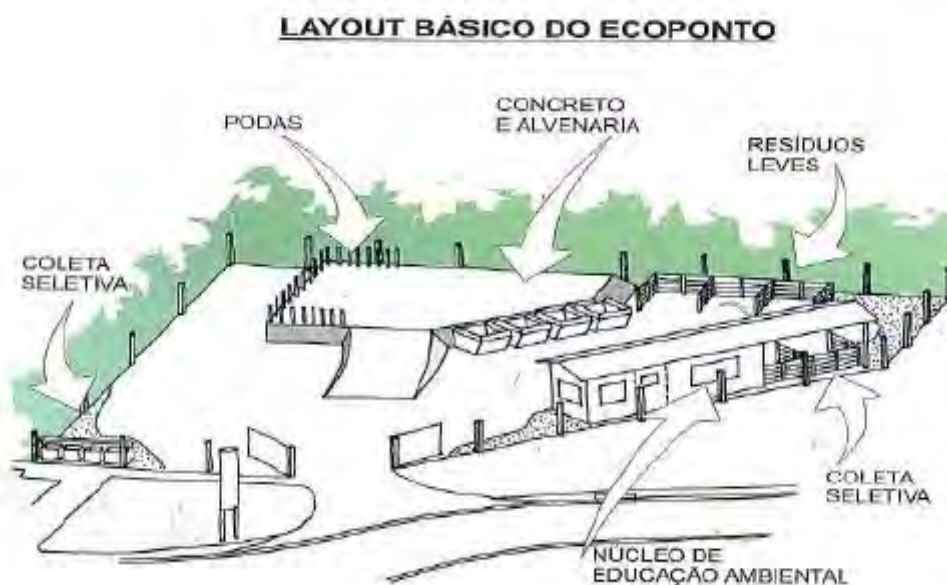 LAYOUT BÁSICO DO ECOPONTO
PODAS
CONCRETO
E ALVENARIA
RESÍDUOS
LEVES
COLETA
SELETIVA
COLETA
SELETIVA
NÚCLEO DE
EDUCAÇÃO AMBIENTAL